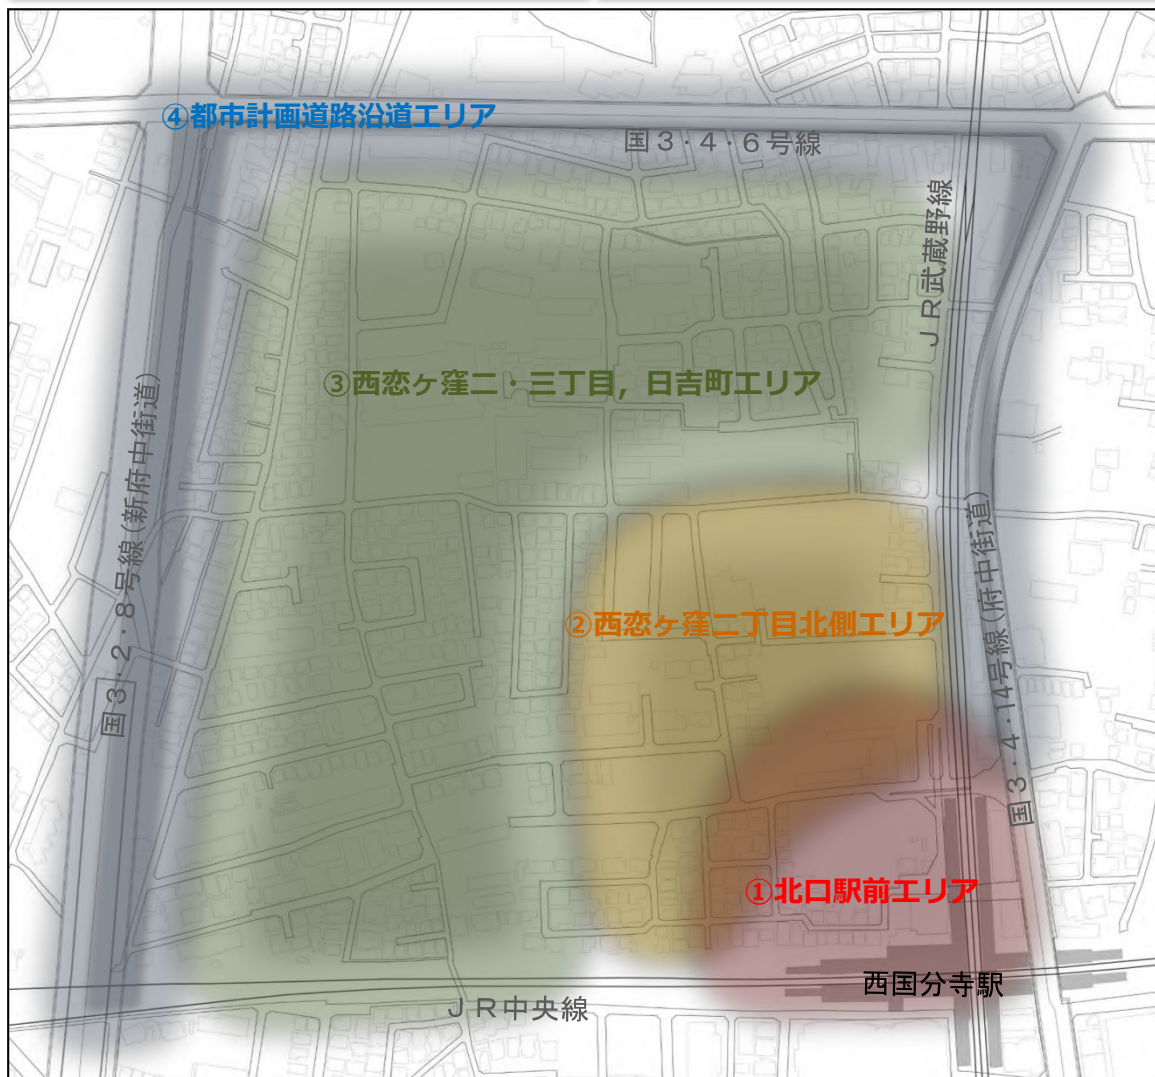 ④都市計画道路沿道エリア
国3・4・6号線
JR武蔵野線
③西恋ヶ窪二・三丁目,日吉町エリア
国3・2・8号線(新府中街道)
国3・4・14号線(府中街道)
②西恋ヶ窪二丁目北側エリア
①北口駅前エリア
西国分寺駅
JR中央線